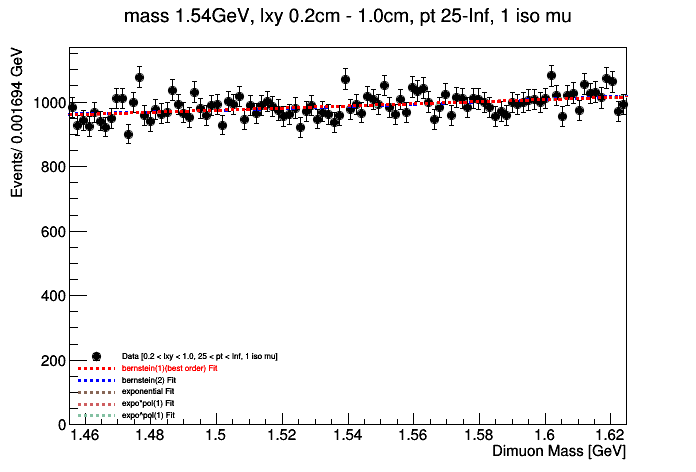 mass 1.54GeV, lxy 0.2cm - 1.0cm, pt 25-Inf, 1 iso mu
Events/ 0.001694 GeV
1000
800
600
400
200
0
Data [0.2 < lxy < 1.0, 25 < pt < Inf, 1 iso mu]
bernstein(1)(best order) Fit
bernstein(2) Fit
exponential Fit
expo*pol(1) Fit
expo^pol(1) Fit
1.46 1.48 1.5 1.52 1.54 1.56 1.58 1.6 1.62
Dimuon Mass [GeV]